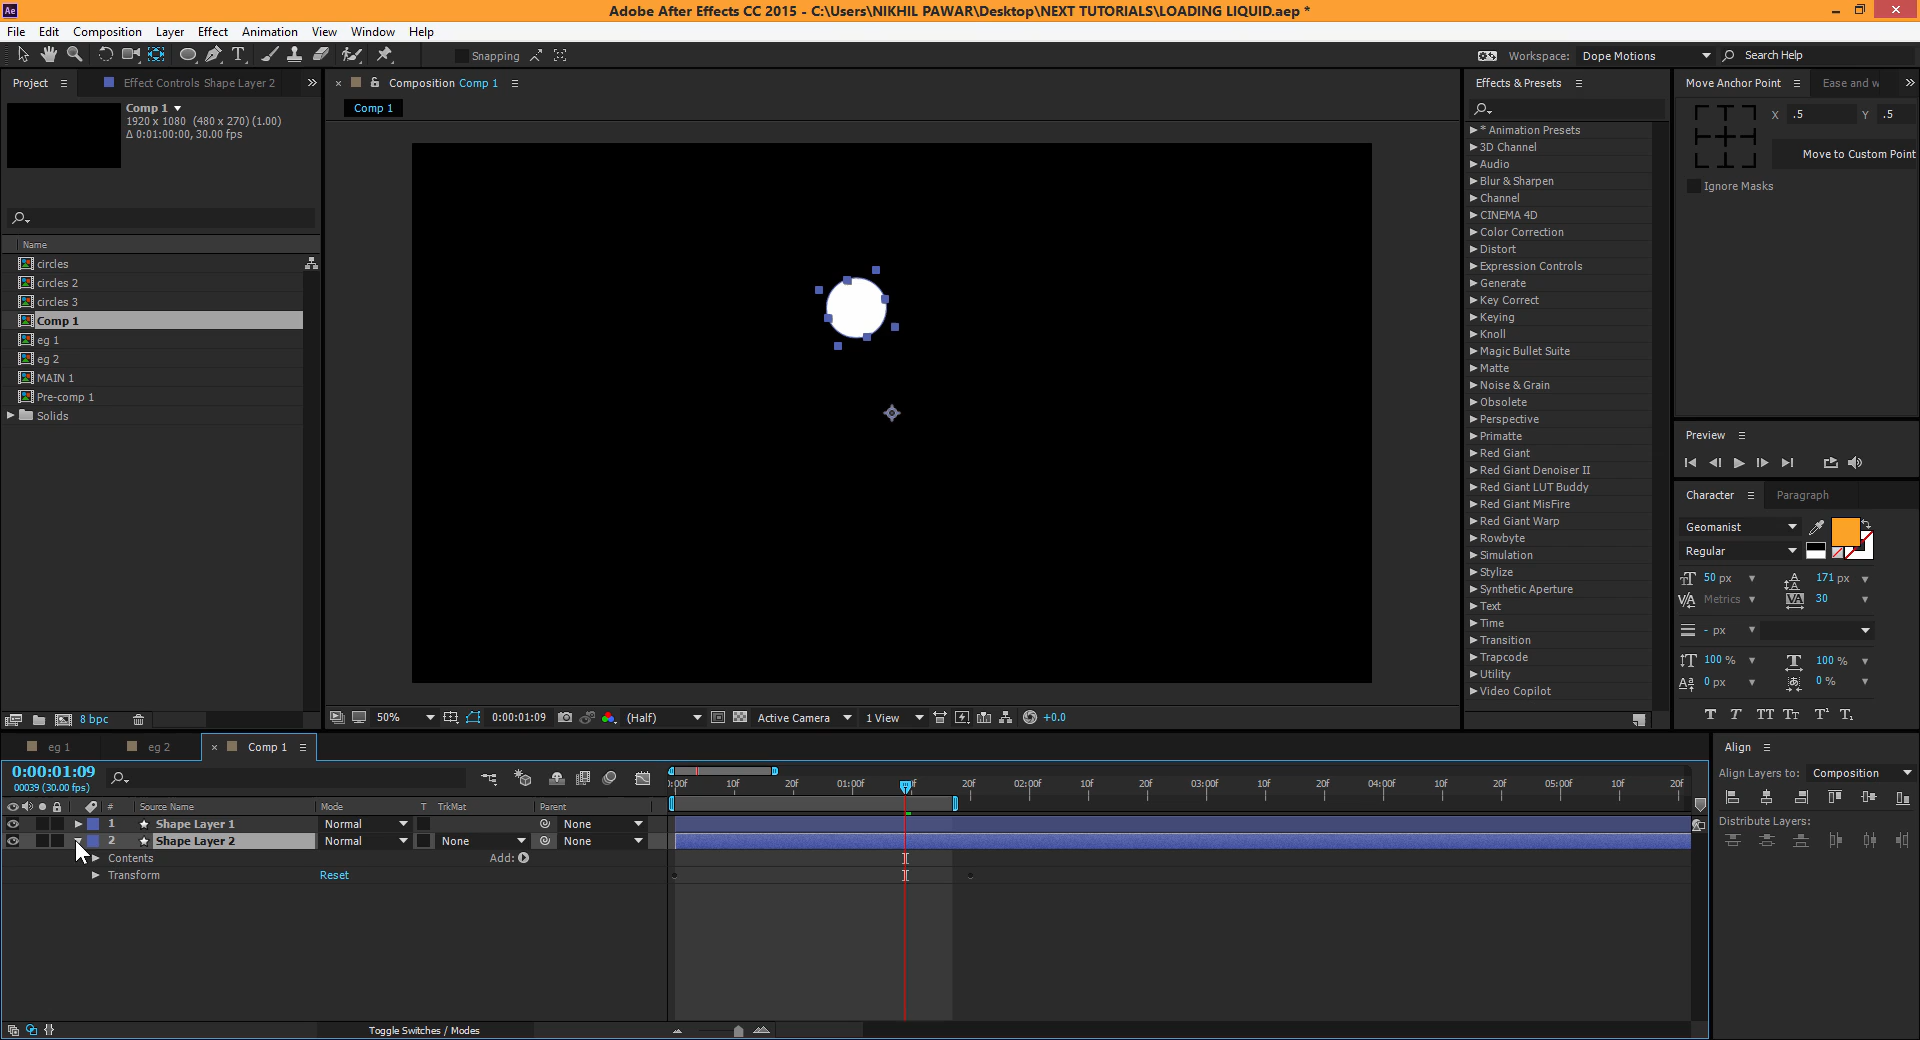 Ae
Adobe After Effects CC 2015 - C:\Users\NIKHIL PAWAR\Desktop\NEXT TUTORIALS\LOADING LIQUID.aep *
File Edit Composition Layer Effect Animation View Window Help
Snapping
Workspace: Dope Motions
Search Help
Project
Effect Controls Shape Layer 2
Comp 1
1920 x 1080 (480 x 270) (1.00)
Δ 0:01:00:00, 30.00 fps
Name
circles
circles 2
circles 3
Comp 1
eg 1
eg 2
MAIN 1
Pre-comp 1
Solids
8 bpc
Composition Comp 1
Comp 1
50%
0:00:01:09
(Half)
Active Camera
1 View
+0.0
Effects & Presets
* Animation Presets
3D Channel
Audio
Blur & Sharpen
Channel
CINEMA 4D
Color Correction
Distort
Expression Controls
Generate
Key Correct
Keying
Knoll
Magic Bullet Suite
Matte
Noise & Grain
Obsolete
Perspective
Primatte
Red Giant
Red Giant Denoiser II
Red Giant LUT Buddy
Red Giant MisFire
Red Giant Warp
Rowbyte
Simulation
Stylize
Synthetic Aperture
Text
Time
Transition
Trapcode
Utility
Video Copilot
Move Anchor Point
Ease and w
X .5 Y .5
Move to Custom Point
Ignore Masks
Preview
Character
Paragraph
Geomanist
Regular
50 px
171 px
Metrics
30
- px
100 %
100 %
0 px
0 %
T T TT Tt T¹ T₁
eg 1
eg 2
Comp 1
0:00:01:09
00039 (30.00 fps)
:00f 10f 20f 01:00f 20f 02:00f 10f 20f 03:00f 10f 20f 04:00f 10f 20f 05:00f 10f 20f
# Source Name Mode T TrkMat Parent
1 Shape Layer 1 Normal None
2 Shape Layer 2 Normal None None
Contents Add:
Transform Reset
Toggle Switches / Modes
Align
Align Layers to: Composition
Distribute Layers: